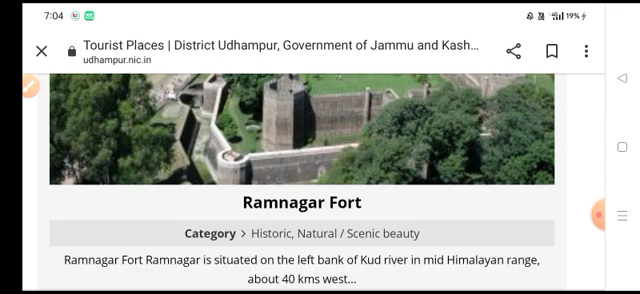 7:04
19%
Tourist Places | District Udhampur, Government of Jammu and Kash...
udhampur.nic.in
Ramnagar Fort
Category > Historic, Natural / Scenic beauty
Ramnagar Fort Ramnagar is situated on the left bank of Kud river in mid Himalayan range,
about 40 kms west...